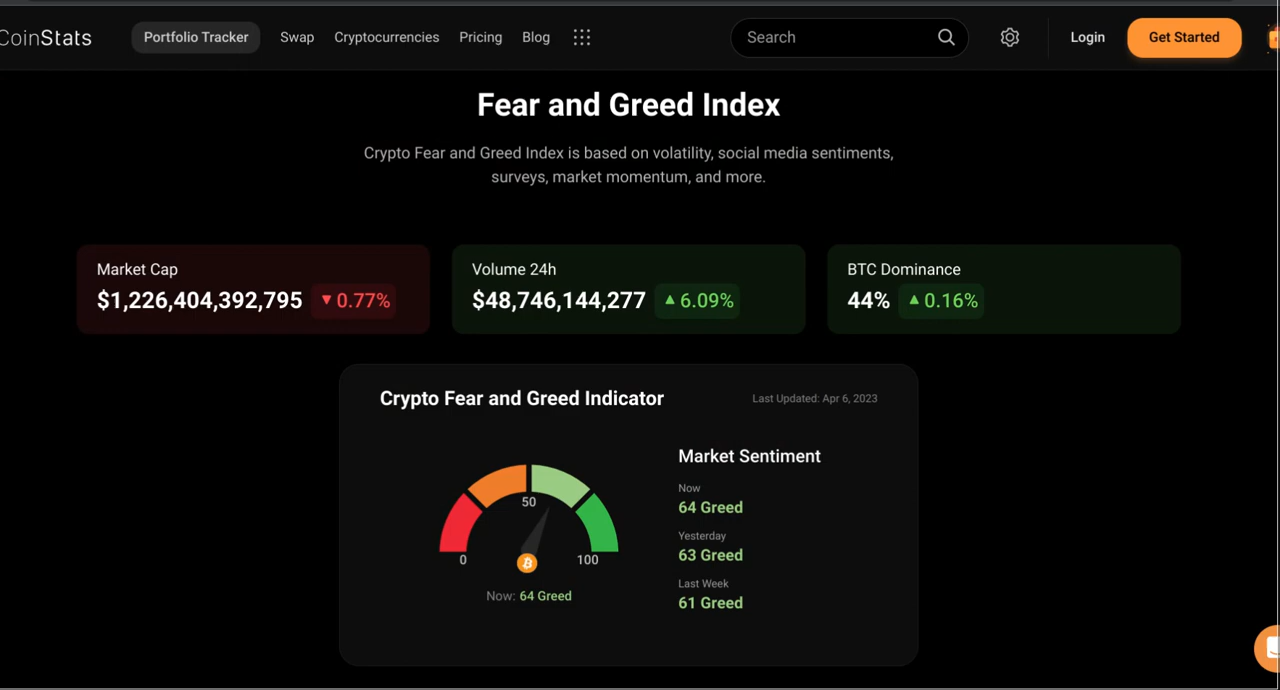 CoinStats
Portfolio Tracker
Swap
Cryptocurrencies
Pricing
Blog
Search
Login
Get Started
Fear and Greed Index
Crypto Fear and Greed Index is based on volatility, social media sentiments,
surveys, market momentum, and more.
Market Cap
$1,226,404,392,795 ▼ 0.77%
Volume 24h
$48,746,144,277 ▲ 6.09%
BTC Dominance
44% ▲ 0.16%
Crypto Fear and Greed Indicator
Last Updated: Apr 6, 2023
50
0
100
Now: 64 Greed
Market Sentiment
Now
64 Greed
Yesterday
63 Greed
Last Week
61 Greed